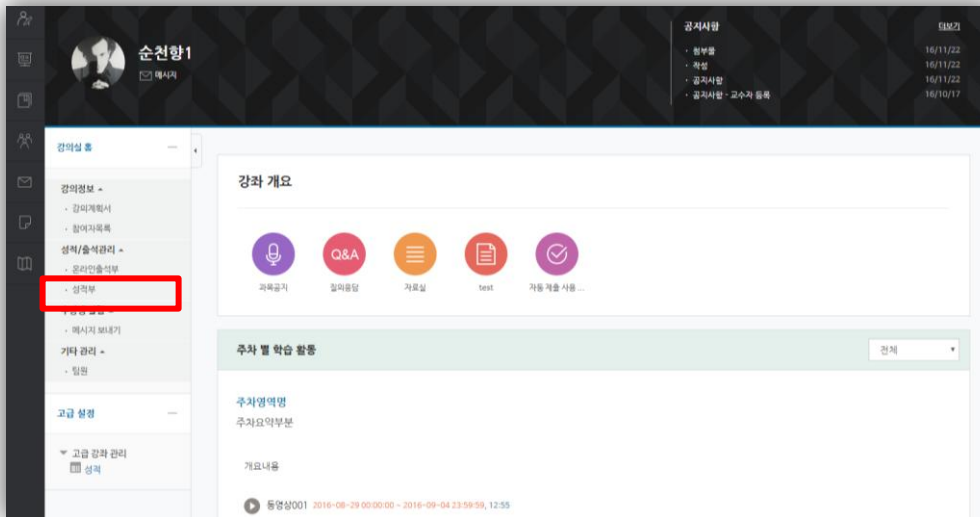 순천향1
메시지
공지사항
더보기
· 첨부물 16/11/22
· 작성 16/11/22
· 공지사항 16/11/22
· 공지사항 - 교수자 등록 16/10/17
강의실 홈
강의정보
· 강의계획서
· 참여자목록
성적/출석관리
· 온라인출석부
· 성적부
· 메시지 보내기
기타 관리
· 팀원
고급 설정
고급 강좌 관리
성적
강좌 개요
Q&A
과목공지
질의응답
자료실
test
자동 제출 사용 ...
주차 별 학습 활동
전체
주차영역명
주차요약부분
개요내용
동영상001 2016-08-29 00:00:00 ~ 2016-09-04 23:59:59, 12:55